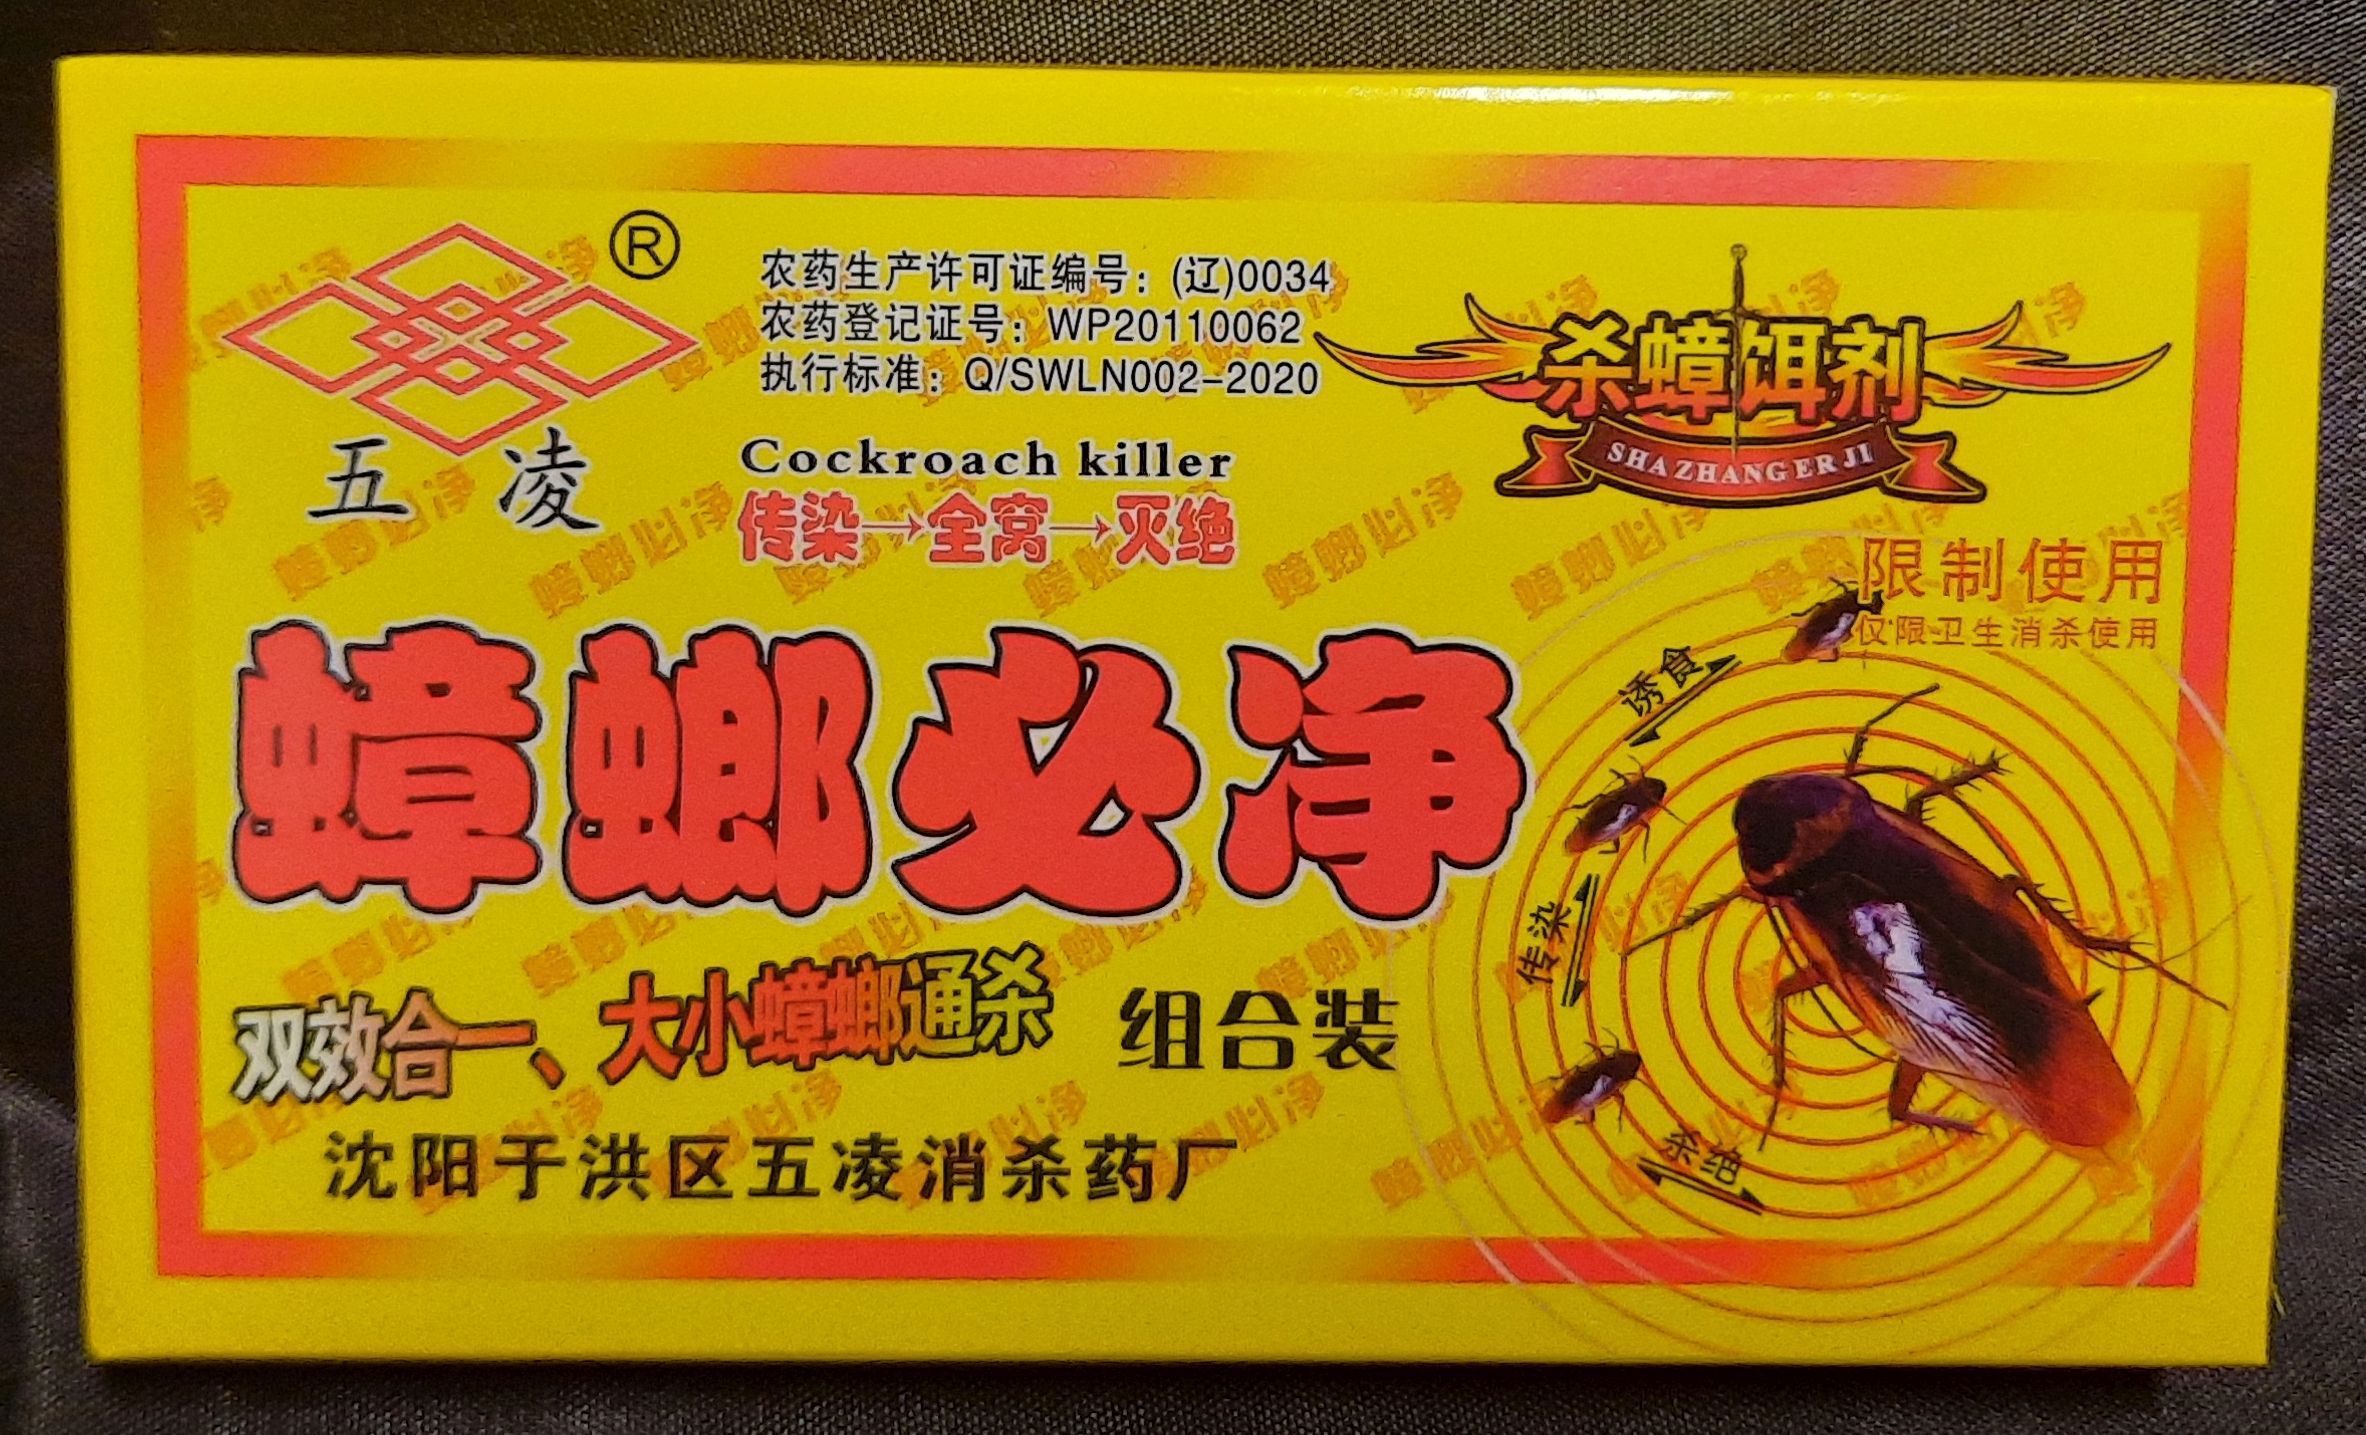 ®
五 凌
农药生产许可证编号：(辽)0034
农药登记证号：WP20110062
执行标准：Q/SWLN002-2020
Cockroach killer
传染→全窝→灭绝
杀蟑饵剂
SHA ZHANG ER JI
限制使用
仅限卫生消杀使用
蟑螂必净
诱食
传染
杀绝
双效合一、大小蟑螂通杀
组合装
沈阳于洪区五凌消杀药厂